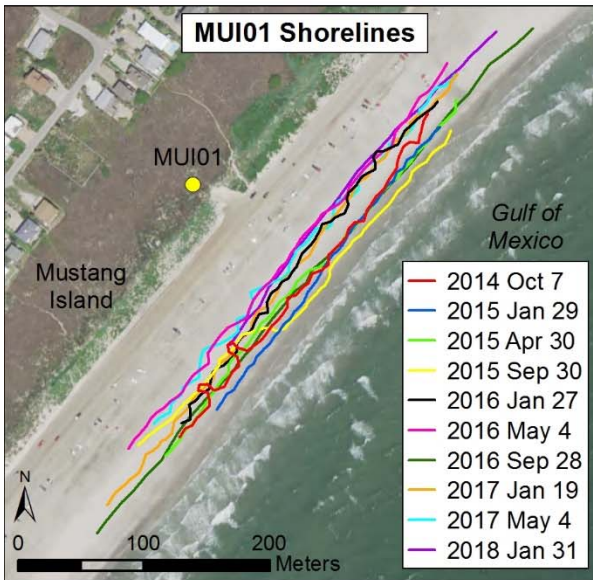 MUI01 Shorelines
MUI01
Gulf of
Mexico
Mustang
Island
2014 Oct 7
2015 Jan 29
2015 Apr 30
2015 Sep 30
2016 Jan 27
2016 May 4
2016 Sep 28
2017 Jan 19
2017 May 4
2018 Jan 31
N
0 100 200
Meters